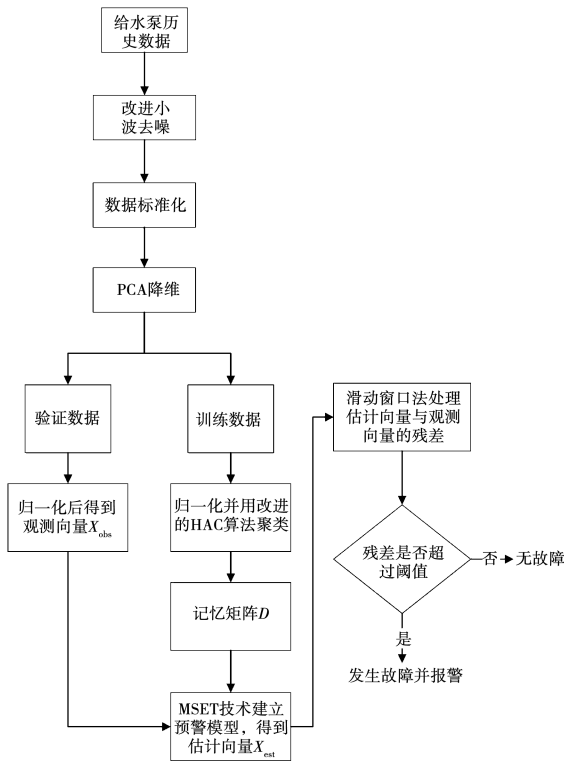 给水泵历
史数据
改进小
波去噪
数据标准化
PCA降维
验证数据
训练数据
归一化后得到
观测向量Xobs
归一化并用改进
的HAC算法聚类
记忆矩阵D
MSET技术建立
预警模型，得到
估计向量Xest
滑动窗口法处理
估计向量与观测
向量的残差
残差是否超
过阈值
否
无故障
是
发生故障并报警